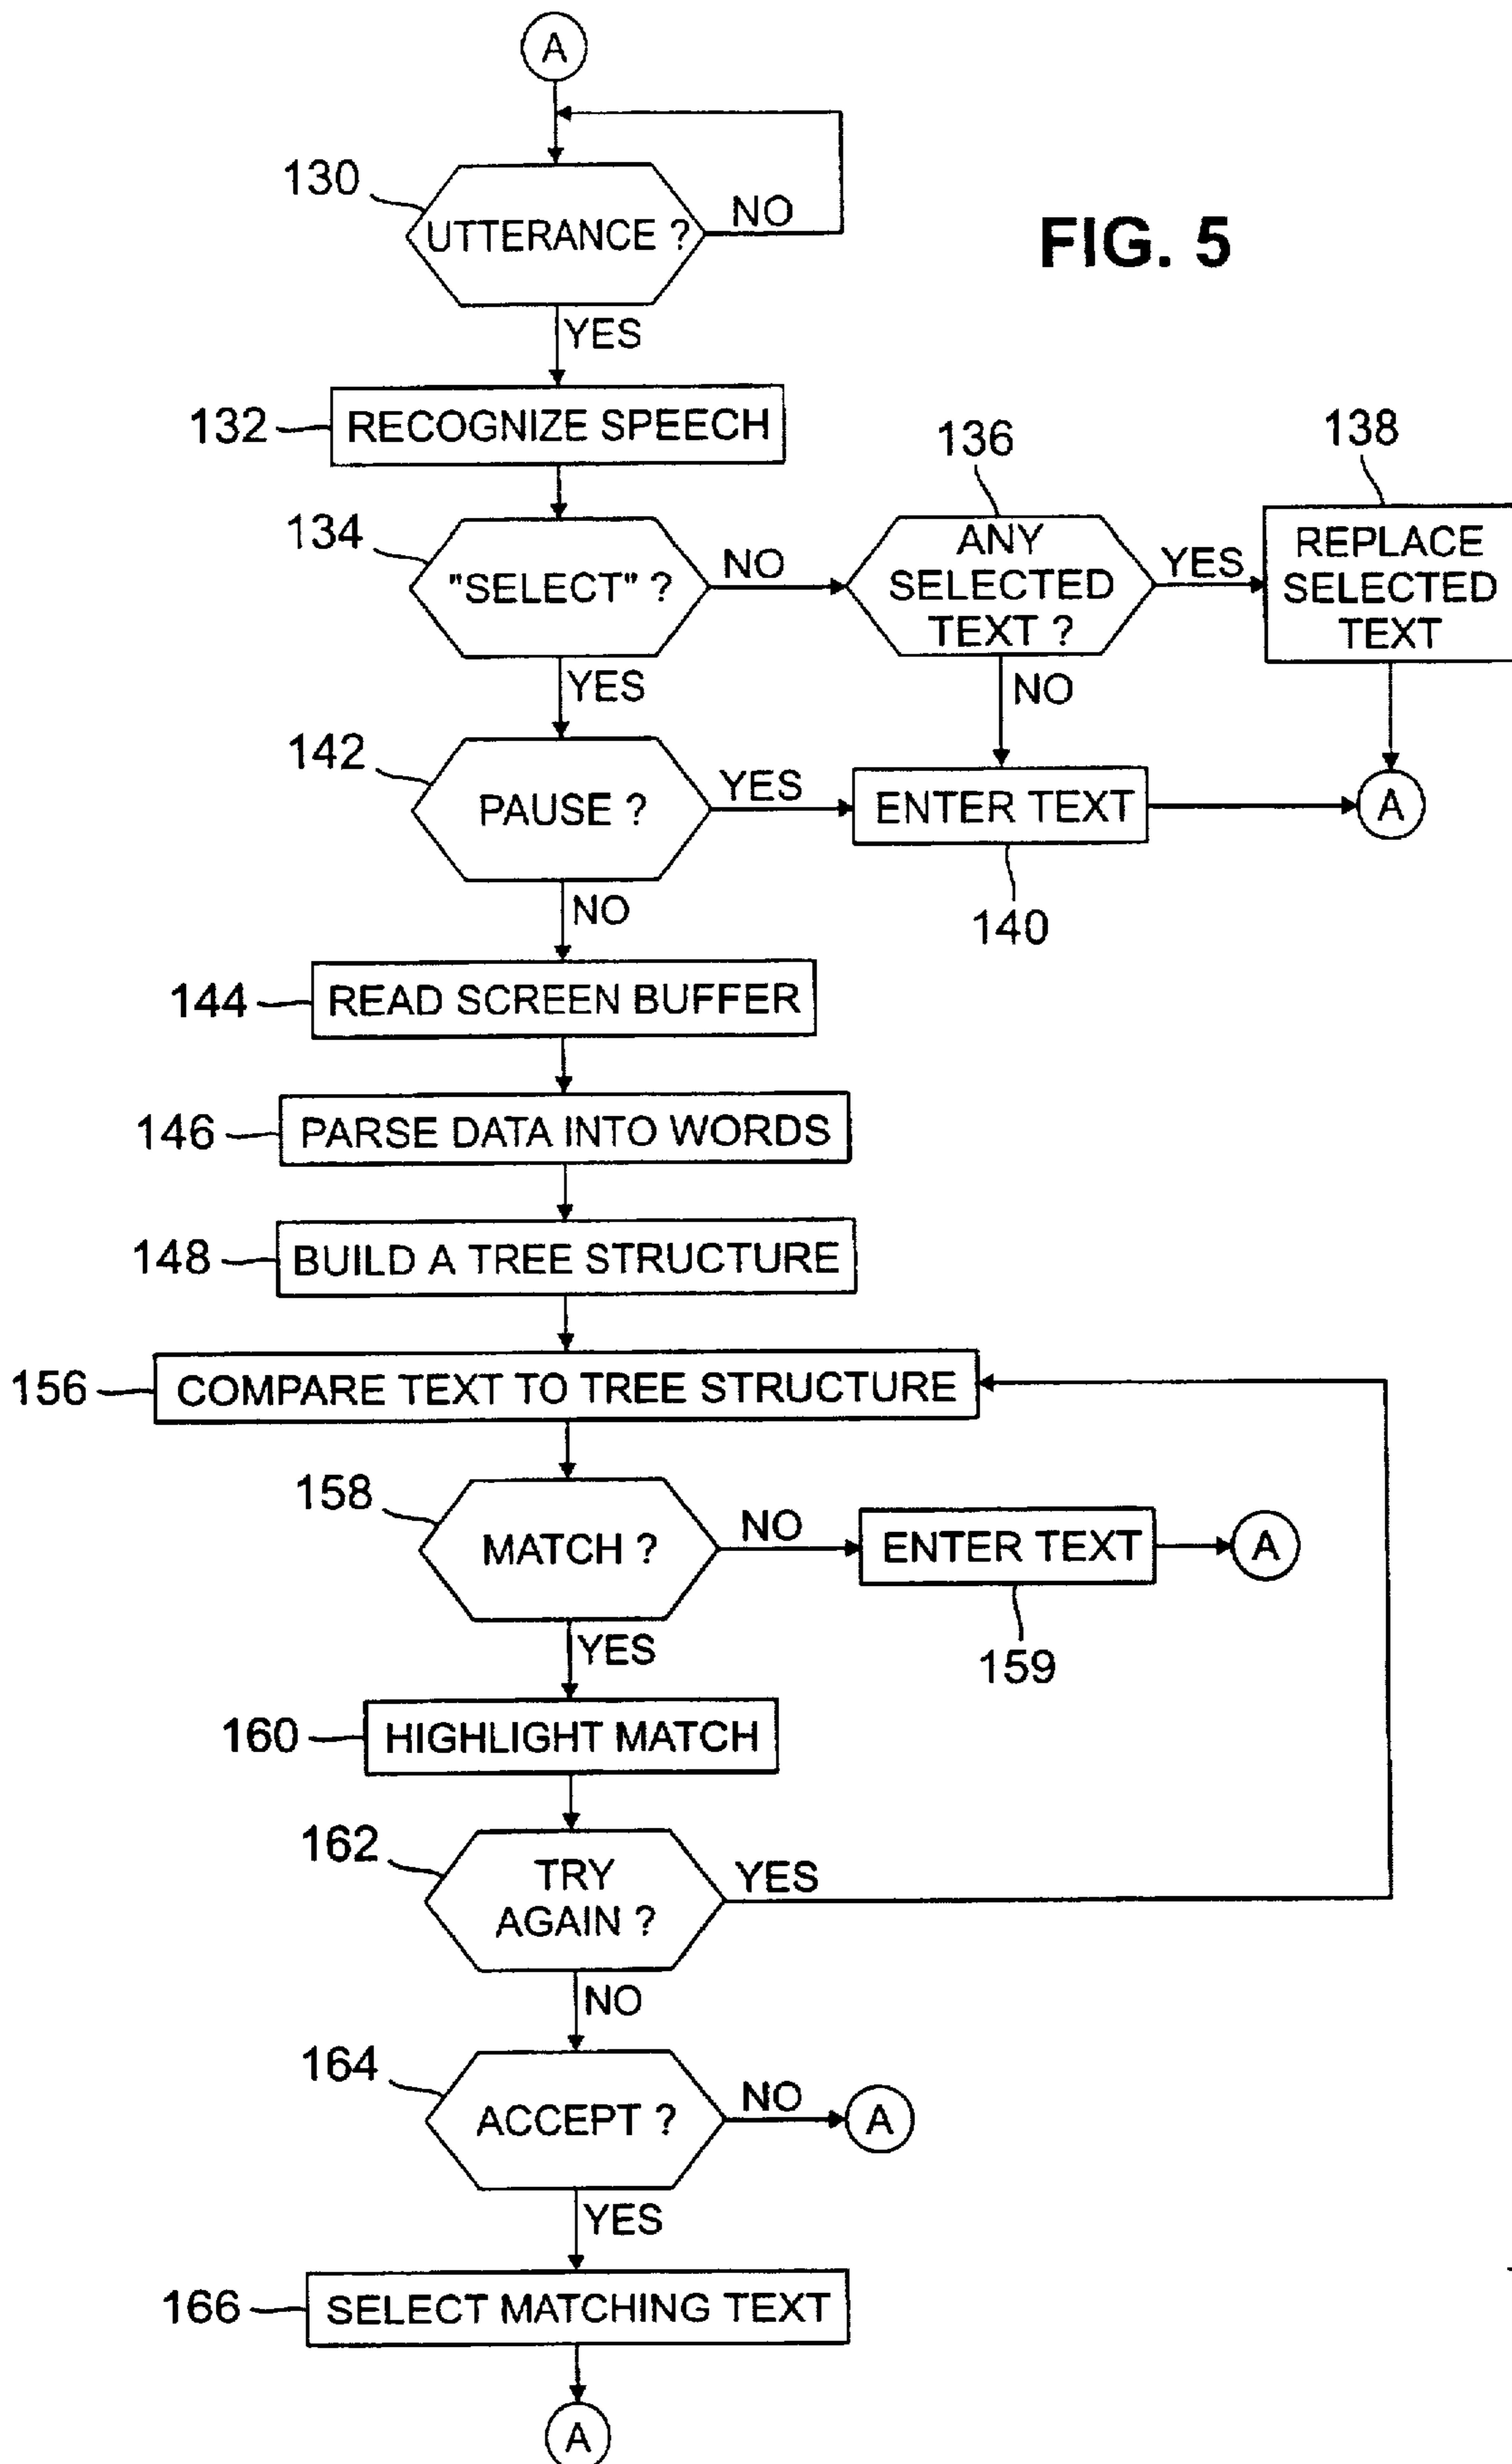 A
130
UTTERANCE ?
NO
FIG. 5
YES
132
RECOGNIZE SPEECH
134
"SELECT" ?
NO
136
ANY
SELECTED
TEXT ?
YES
138
REPLACE
SELECTED
TEXT
YES
NO
142
PAUSE ?
YES
ENTER TEXT
A
140
NO
144
READ SCREEN BUFFER
146
PARSE DATA INTO WORDS
148
BUILD A TREE STRUCTURE
156
COMPARE TEXT TO TREE STRUCTURE
158
MATCH ?
NO
ENTER TEXT
A
159
YES
160
HIGHLIGHT MATCH
162
TRY
AGAIN ?
YES
NO
164
ACCEPT ?
NO
A
YES
166
SELECT MATCHING TEXT
A